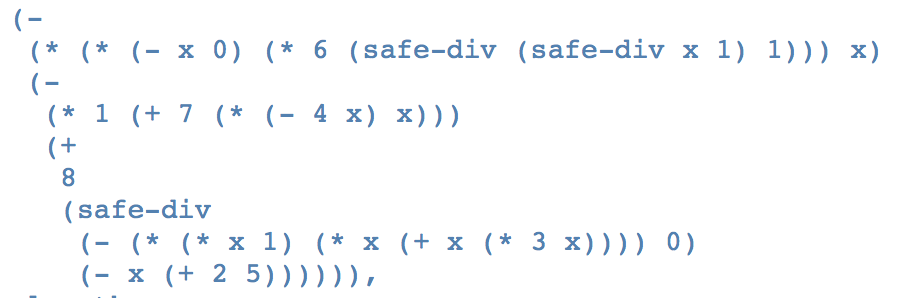 (-
(* (* (- x 0) (* 6 (safe-div (safe-div x 1) 1))) x)
(-
(* 1 (+ 7 (* (- 4 x) x)))
(+
8
(safe-div
(- (* (* x 1) (* x (+ x (* 3 x)))) 0)
(- x (+ 2 5)))))),